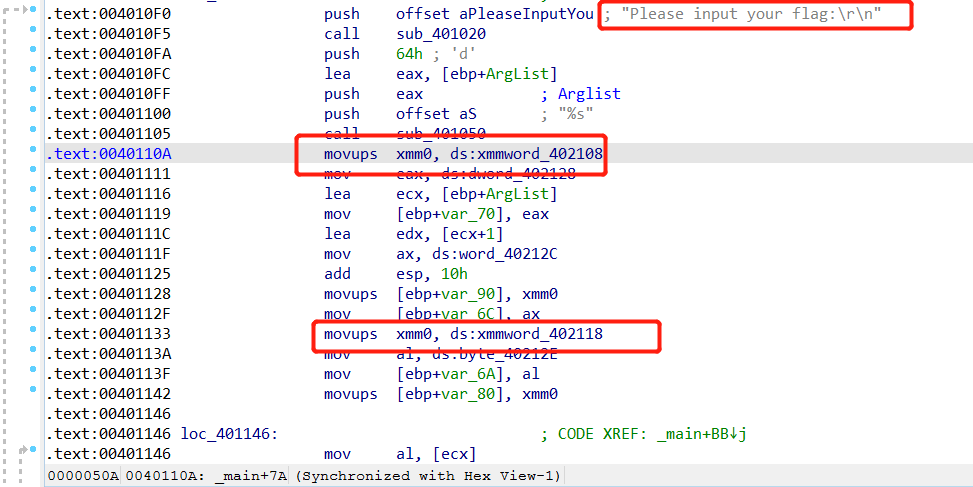 .text:004010F0 push offset aPleaseInputYou ; "Please input your flag:\r\n"
.text:004010F5 call sub_401020
.text:004010FA push 64h ; 'd'
.text:004010FC lea eax, [ebp+ArgList]
.text:004010FF push eax ; Arglist
.text:00401100 push offset aS ; "%s"
.text:00401105 call sub_401050
.text:0040110A movups xmm0, ds:xmmword_402108
.text:00401111 mov eax, ds:dword_402128
.text:00401116 lea ecx, [ebp+ArgList]
.text:00401119 mov [ebp+var_70], eax
.text:0040111C lea edx, [ecx+1]
.text:0040111F mov ax, ds:word_40212C
.text:00401125 add esp, 10h
.text:00401128 movups [ebp+var_90], xmm0
.text:0040112F mov [ebp+var_6C], ax
.text:00401133 movups xmm0, ds:xmmword_402118
.text:0040113A mov al, ds:byte_40212E
.text:0040113F mov [ebp+var_6A], al
.text:00401142 movups [ebp+var_80], xmm0
.text:00401146
.text:00401146 loc_401146: ; CODE XREF: _main+BB↓j
.text:00401146 mov al, [ecx]
0000050A 0040110A: _main+7A (Synchronized with Hex View-1)